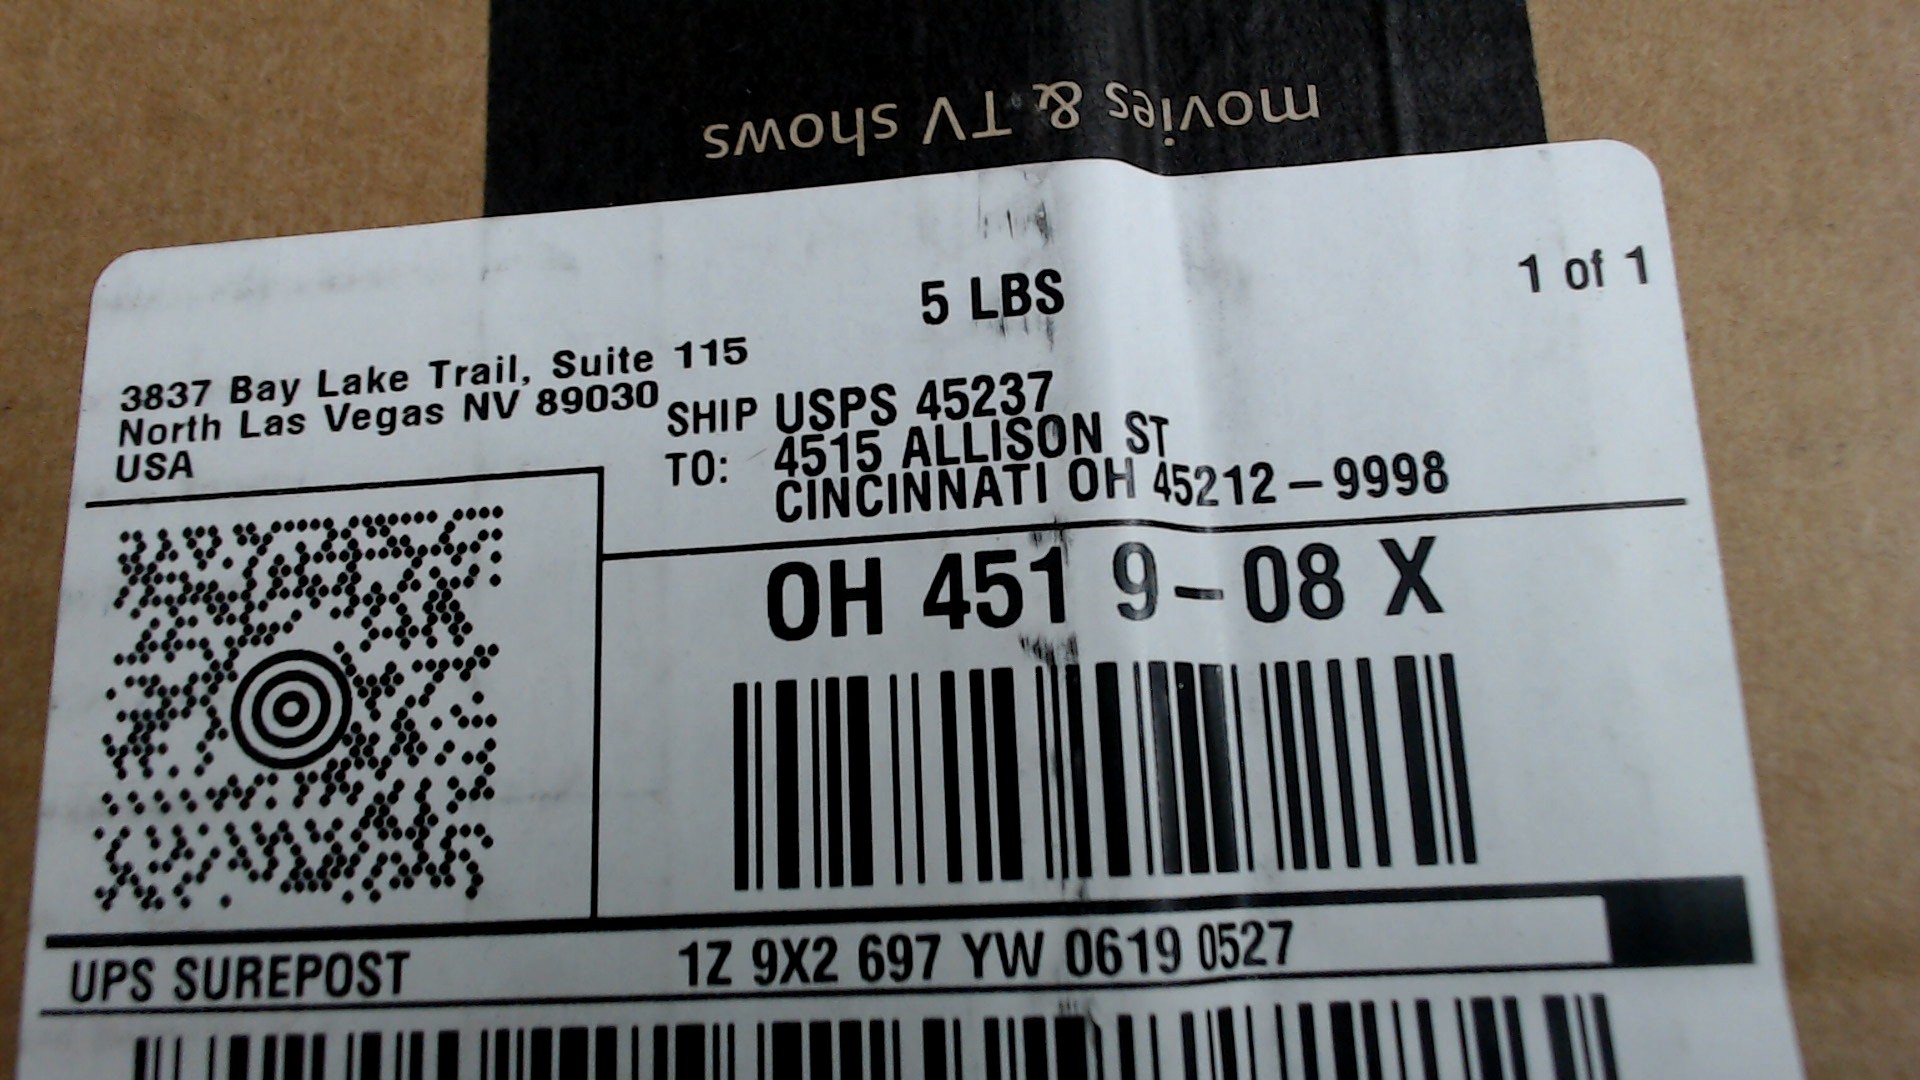 movies & TV shows
5 LBS
1 of 1
3837 Bay Lake Trail, Suite 115
North Las Vegas NV 89030
USA
SHIP TO:
USPS 45237
4515 ALLISON ST
CINCINNATI OH 45212-9998
OH 451 9-08 X
UPS SUREPOST
1Z 9X2 697 YW 0619 0527